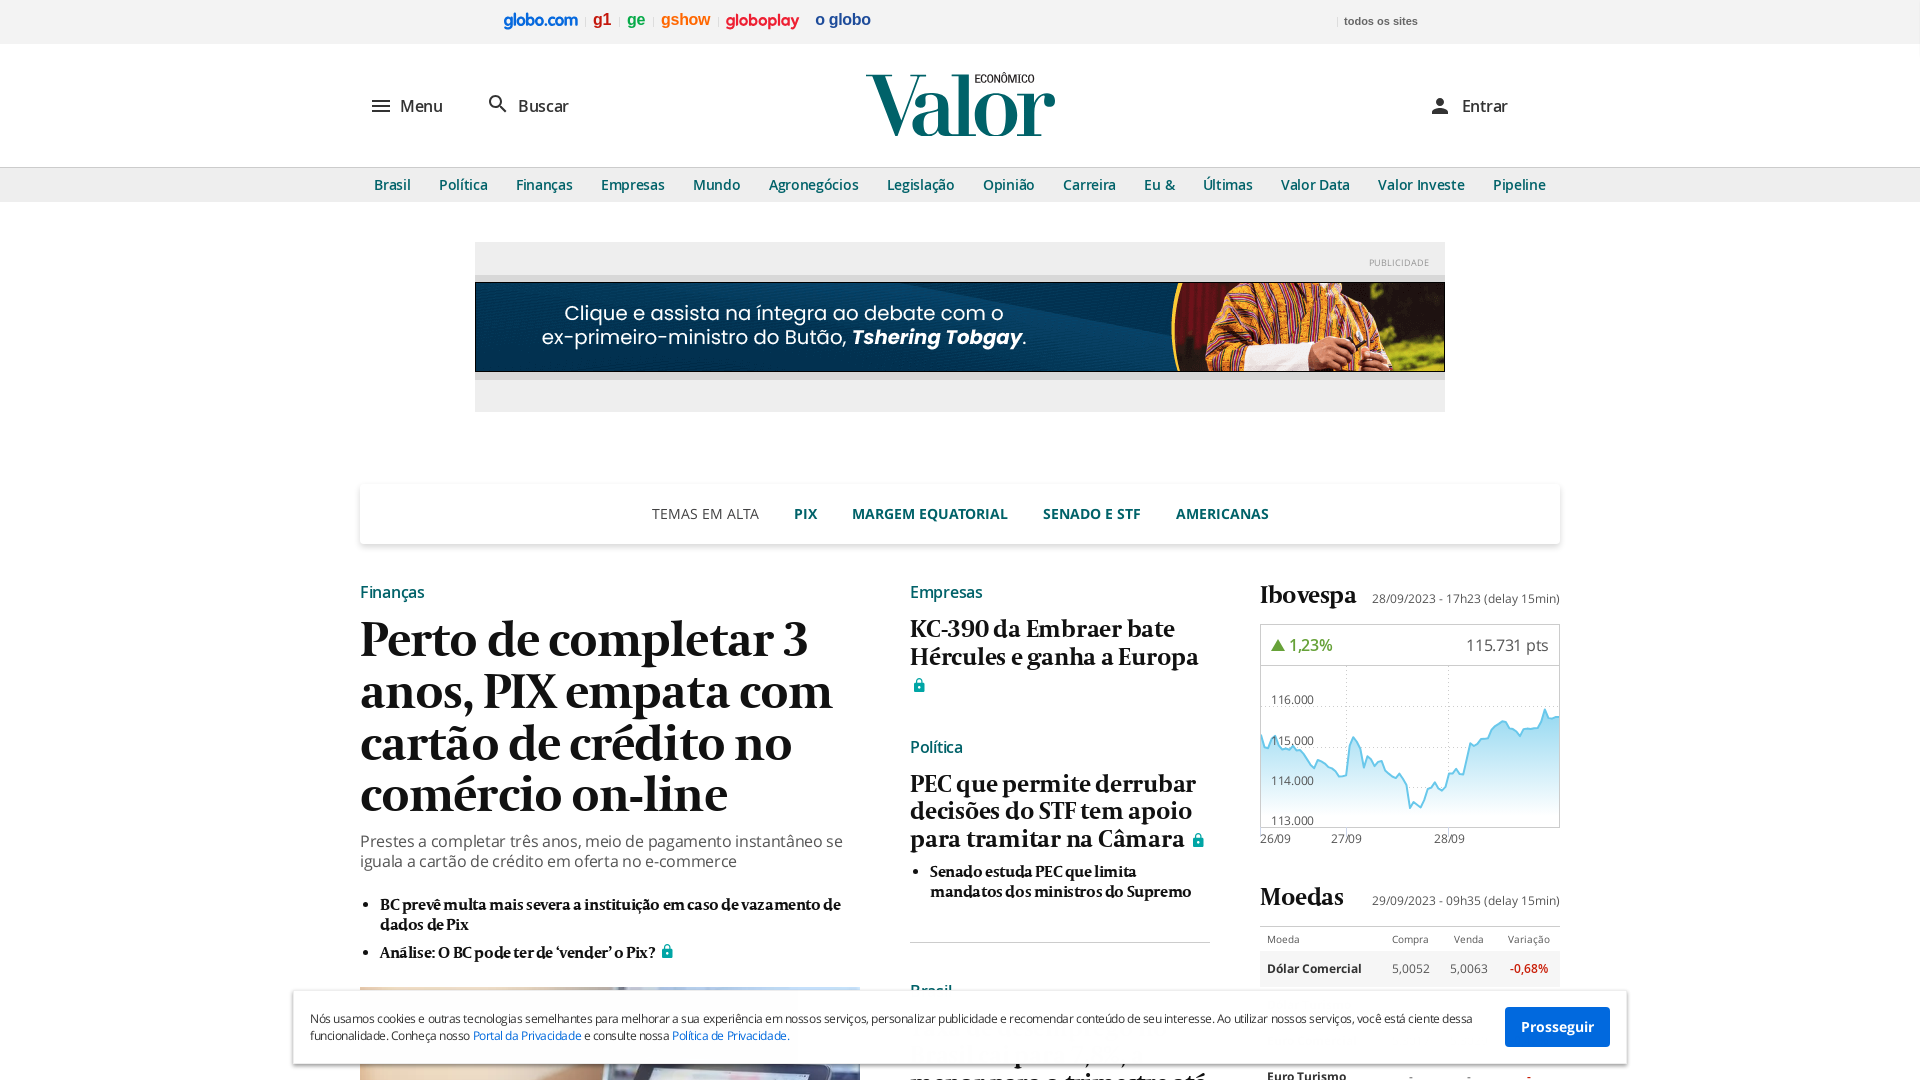 globo.com g1 ge gshow globoplay o globo todos os sites
Menu Buscar
ECONÔMICO
Valor
Entrar
Brasil Política Finanças Empresas Mundo Agronegócios Legislação Opinião Carreira Eu & Últimas Valor Data Valor Investe Pipeline
PUBLICIDADE
Clique e assista na íntegra ao debate com o
ex-primeiro-ministro do Butão, Tshering Tobgay.
TEMAS EM ALTA PIX MARGEM EQUATORIAL SENADO E STF AMERICANAS
Finanças
Perto de completar 3
anos, PIX empata com
cartão de crédito no
comércio on-line
Prestes a completar três anos, meio de pagamento instantâneo se
iguala a cartão de crédito em oferta no e-commerce
BC prevê multa mais severa a instituição em caso de vazamento de
dados de Pix
Análise: O BC pode ter de ‘vender’ o Pix?
Empresas
KC-390 da Embraer bate
Hércules e ganha a Europa
Política
PEC que permite derrubar
decisões do STF tem apoio
para tramitar na Câmara
Senado estuda PEC que limita
mandatos dos ministros do Supremo
Brasil
Ibovespa 28/09/2023 - 17h23 (delay 15min)
1,23% 115.731 pts
116.000
115.000
114.000
113.000
26/09 27/09 28/09
Moedas 29/09/2023 - 09h35 (delay 15min)
Moeda Compra Venda Variação
Dólar Comercial 5,0052 5,0063 -0,68%
Euro Turismo - - -
Nós usamos cookies e outras tecnologias semelhantes para melhorar a sua experiência em nossos serviços, personalizar publicidade e recomendar conteúdo de seu interesse. Ao utilizar nossos serviços, você está ciente dessa
funcionalidade. Conheça nosso Portal da Privacidade e consulte nossa Política de Privacidade.
Prosseguir